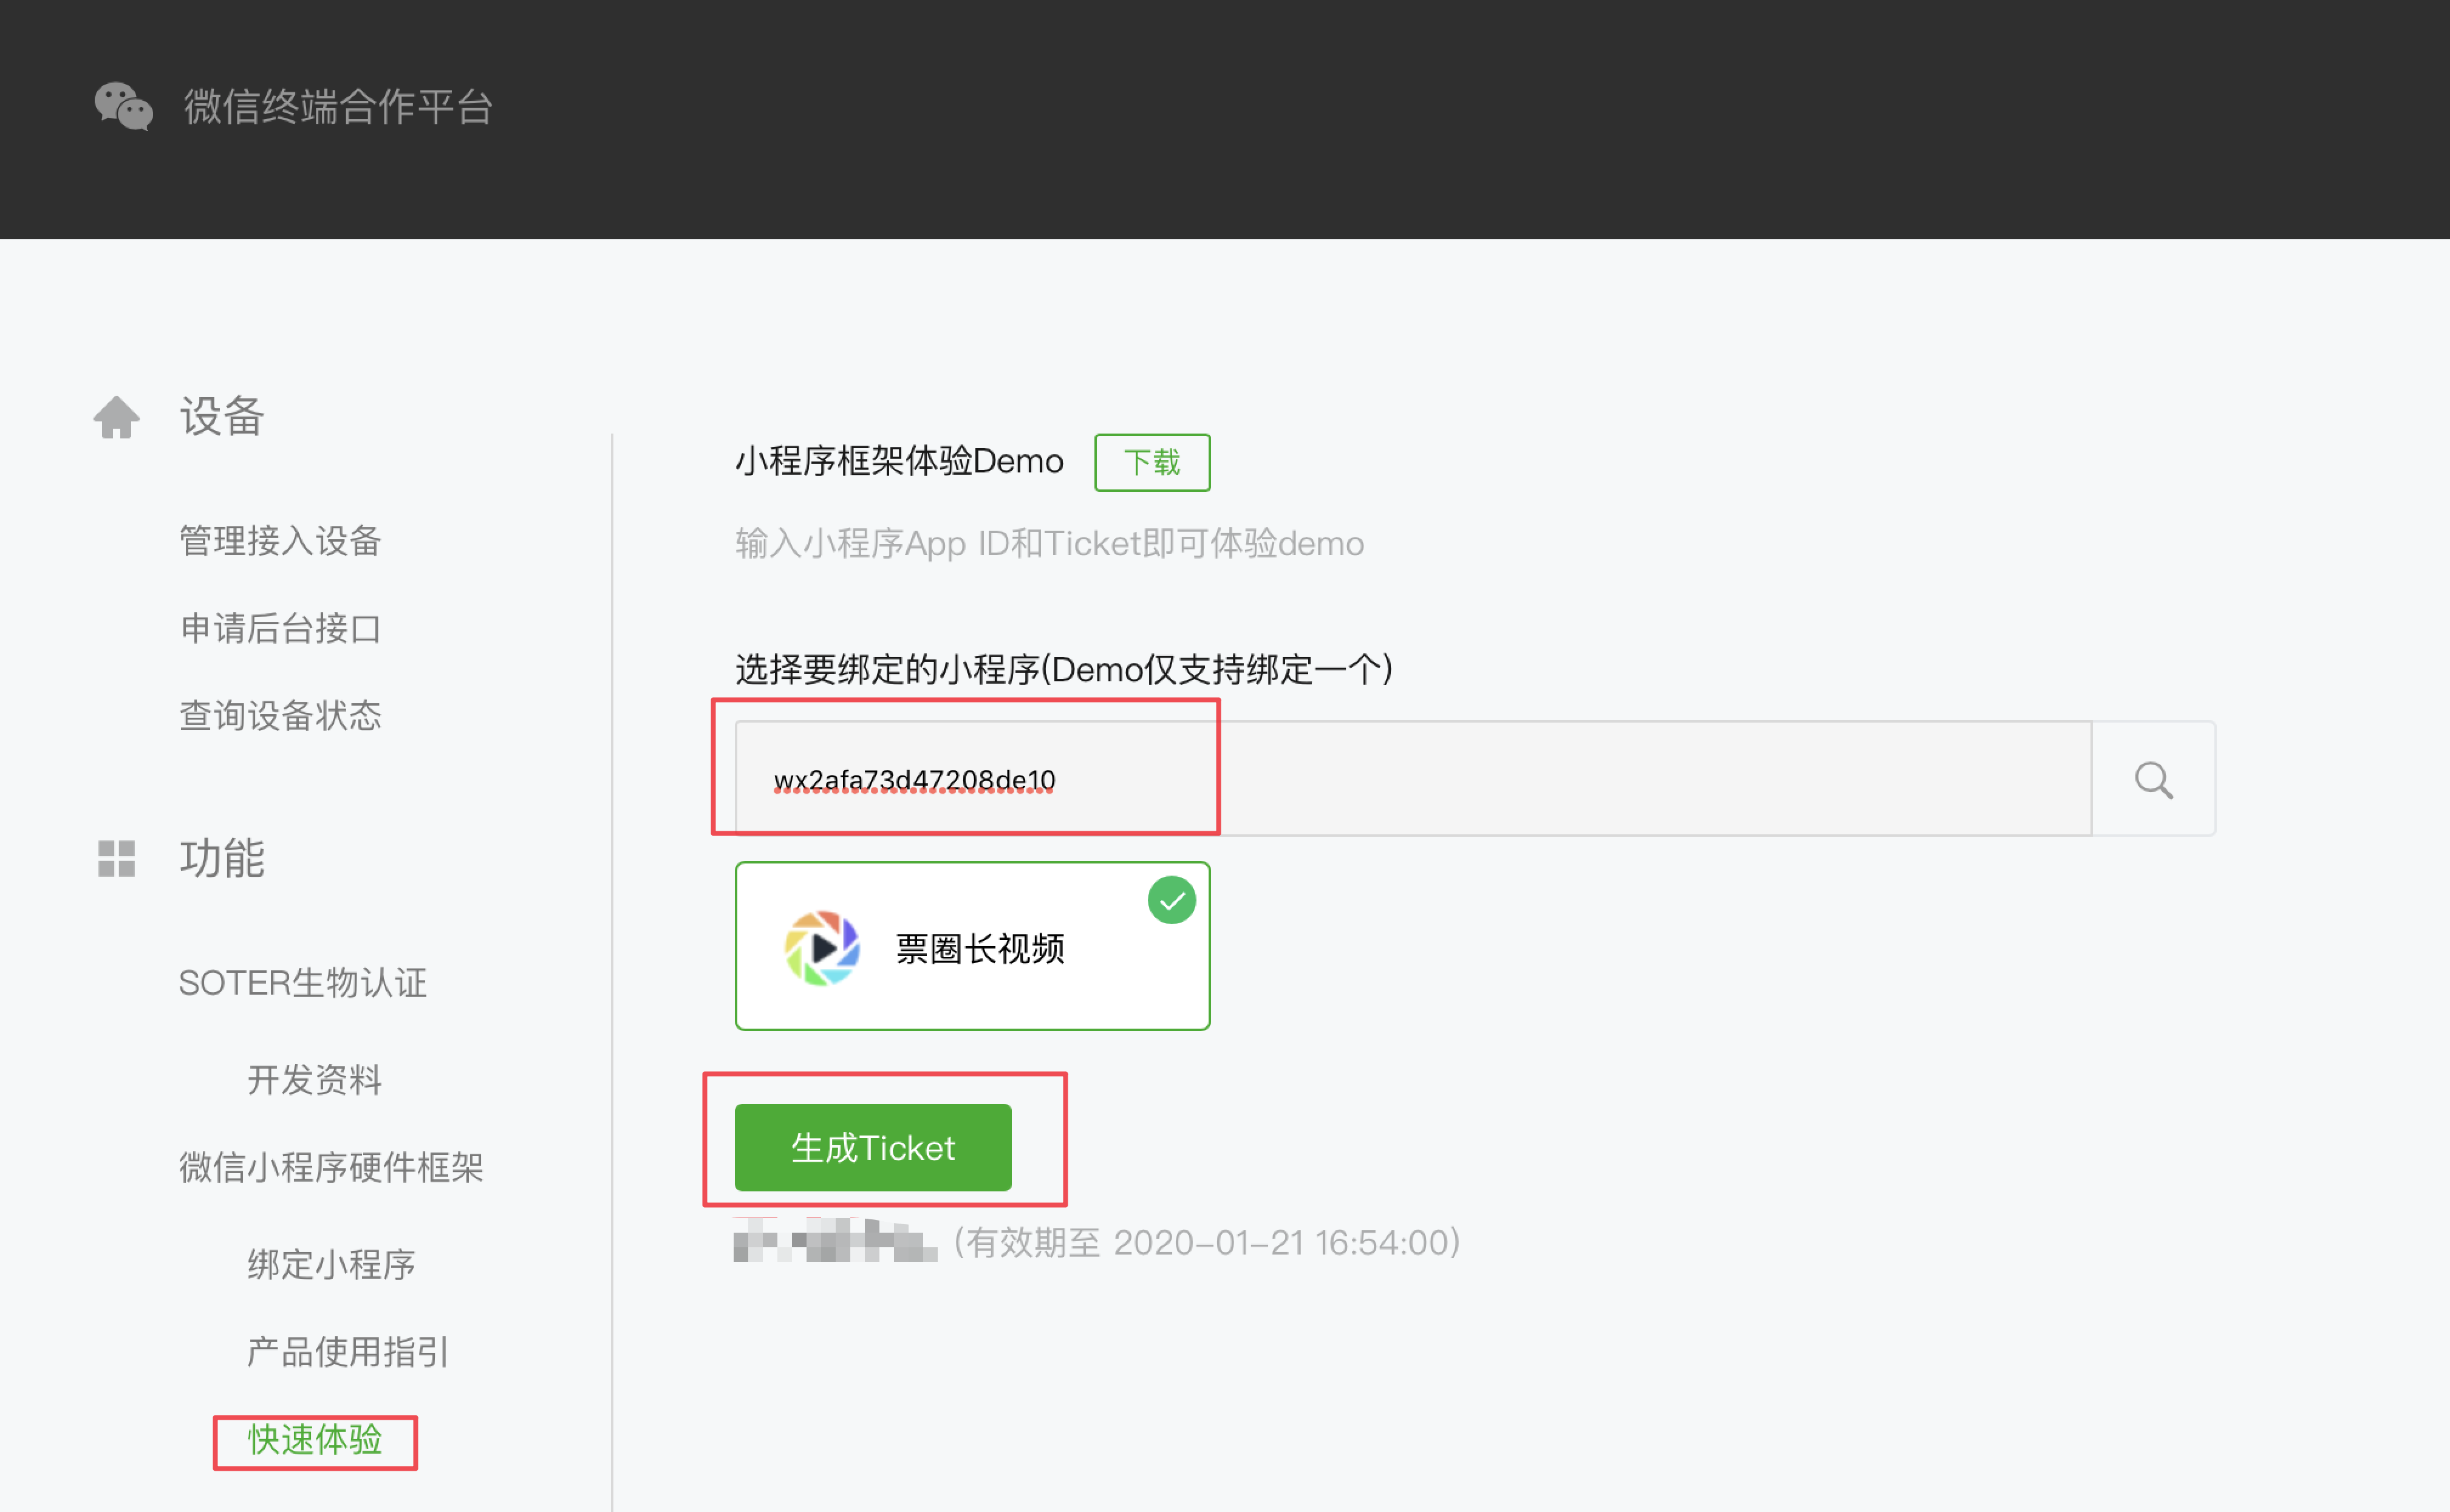 微信终端合作平台
设备
管理接入设备
申请后台接口
查询设备状态
功能
SOTER生物认证
开发资料
微信小程序硬件框架
绑定小程序
产品使用指引
快速体验
小程序框架体验Demo 下载
输入小程序App ID和Ticket即可体验demo
选择要绑定的小程序(Demo仅支持绑定一个)
wx2afa73d47208de10
票圈长视频
生成Ticket
(有效期至 2020-01-21 16:54:00)